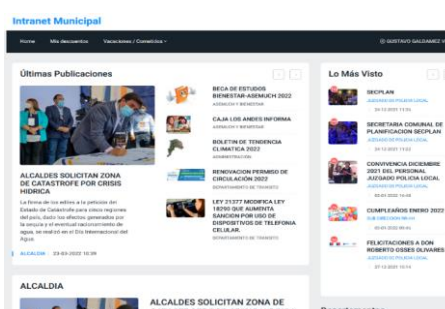 Intranet Municipal
Home   Mis descuentos   Vacaciones / Cometidos
GUSTAVO GALDAMEZ
Últimas Publicaciones
ALCALDES SOLICITAN ZONA
DE CATASTROFE POR CRISIS
HIDRICA
La firma de los ediles a la petición del
Estado de Catástrofe para cinco regiones
del país, dado los efectos generados por
la sequía y el eventual racionamiento de
agua, se realizó en el Día Internacional del
Agua
ALCALDIA   23-03-2022 10:39
BECA DE ESTUDIOS
BIENESTAR-ASEMUCH 2022
ASEMUCH Y BIENESTAR
CAJA LOS ANDES INFORMA
ASEMUCH Y BIENESTAR
BOLETIN DE TENDENCIA
CLIMATICA 2022
ADMINISTRACIÓN
RENOVACION PERMISO DE
CIRCULACIÓN 2022
DEPARTAMENTO DE TRANSITO
LEY 21377 MODIFICA LEY
18290 QUE AUMENTA
SANCION POR USO DE
DISPOSITIVOS DE TELEFONIA
CELULAR.
DEPARTAMENTO DE TRANSITO
Lo Más Visto
SECPLAN
JUZGADO DE POLICIA LOCAL
SECRETARIA COMUNAL DE
PLANIFICACION SECPLAN
JUZGADO DE POLICIA LOCAL
CONVIVENCIA DICIEMBRE
2021 DEL PERSONAL
JUZGADO POLICIA LOCAL
JUZGADO DE POLICIA LOCAL
CUMPLEAÑOS ENERO 2022
FELICITACIONES A DON
ROBERTO OSSES OLIVARES
JUZGADO DE POLICIA LOCAL
ALCALDIA
ALCALDES SOLICITAN ZONA DE